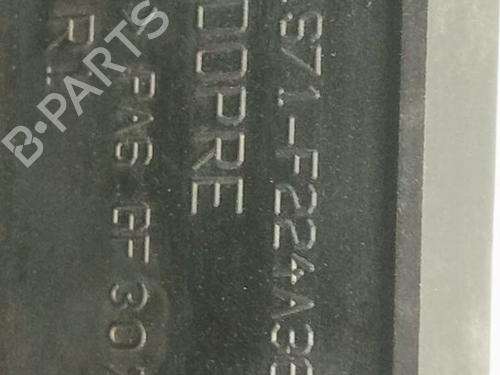 S71-F224A3
DOPRE
PA6 GF 30
B-PARTS